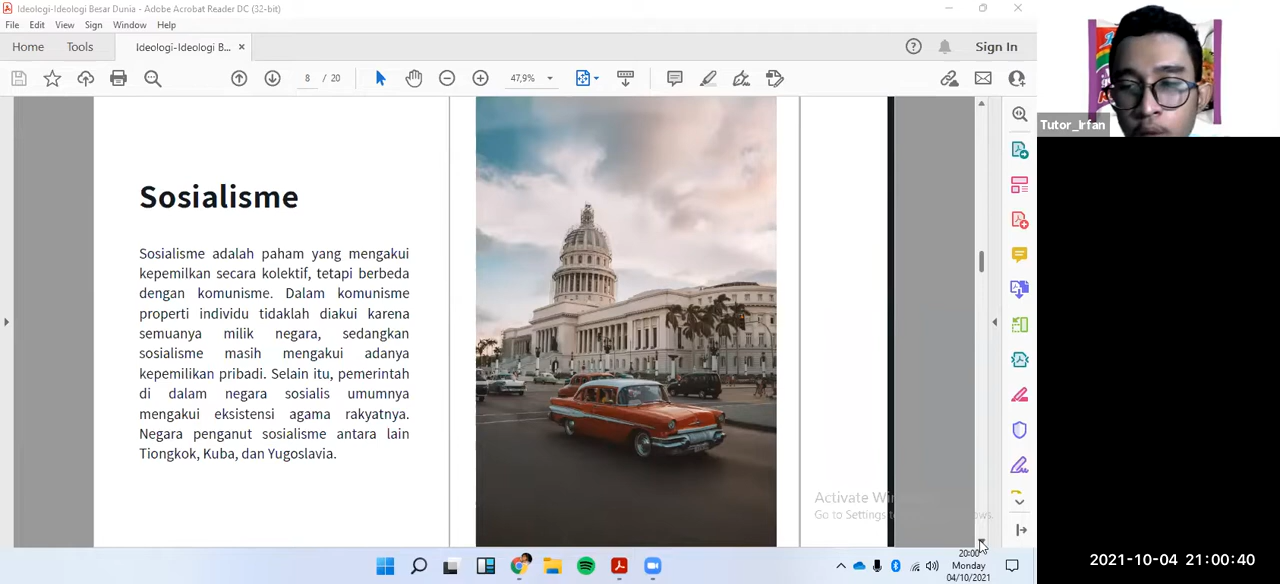 Ideologi-Ideologi Besar Dunia - Adobe Acrobat Reader DC (32-bit)
File Edit View Sign Window Help
Home Tools Ideologi-Ideologi B... × Sign In
8 / 20 47,9%
Tutor_Irfan
Sosialisme
Sosialisme adalah paham yang mengakui
kepemilkan secara kolektif, tetapi berbeda
dengan komunisme. Dalam komunisme
properti individu tidaklah diakui karena
semuanya milik negara, sedangkan
sosialisme masih mengakui adanya
kepemilikan pribadi. Selain itu, pemerintah
di dalam negara sosialis umumnya
mengakui eksistensi agama rakyatnya.
Negara penganut sosialisme antara lain
Tiongkok, Kuba, dan Yugoslavia.
Activate
Go to Settings
20:00
Monday
04/10/2021
2021-10-04 21:00:40